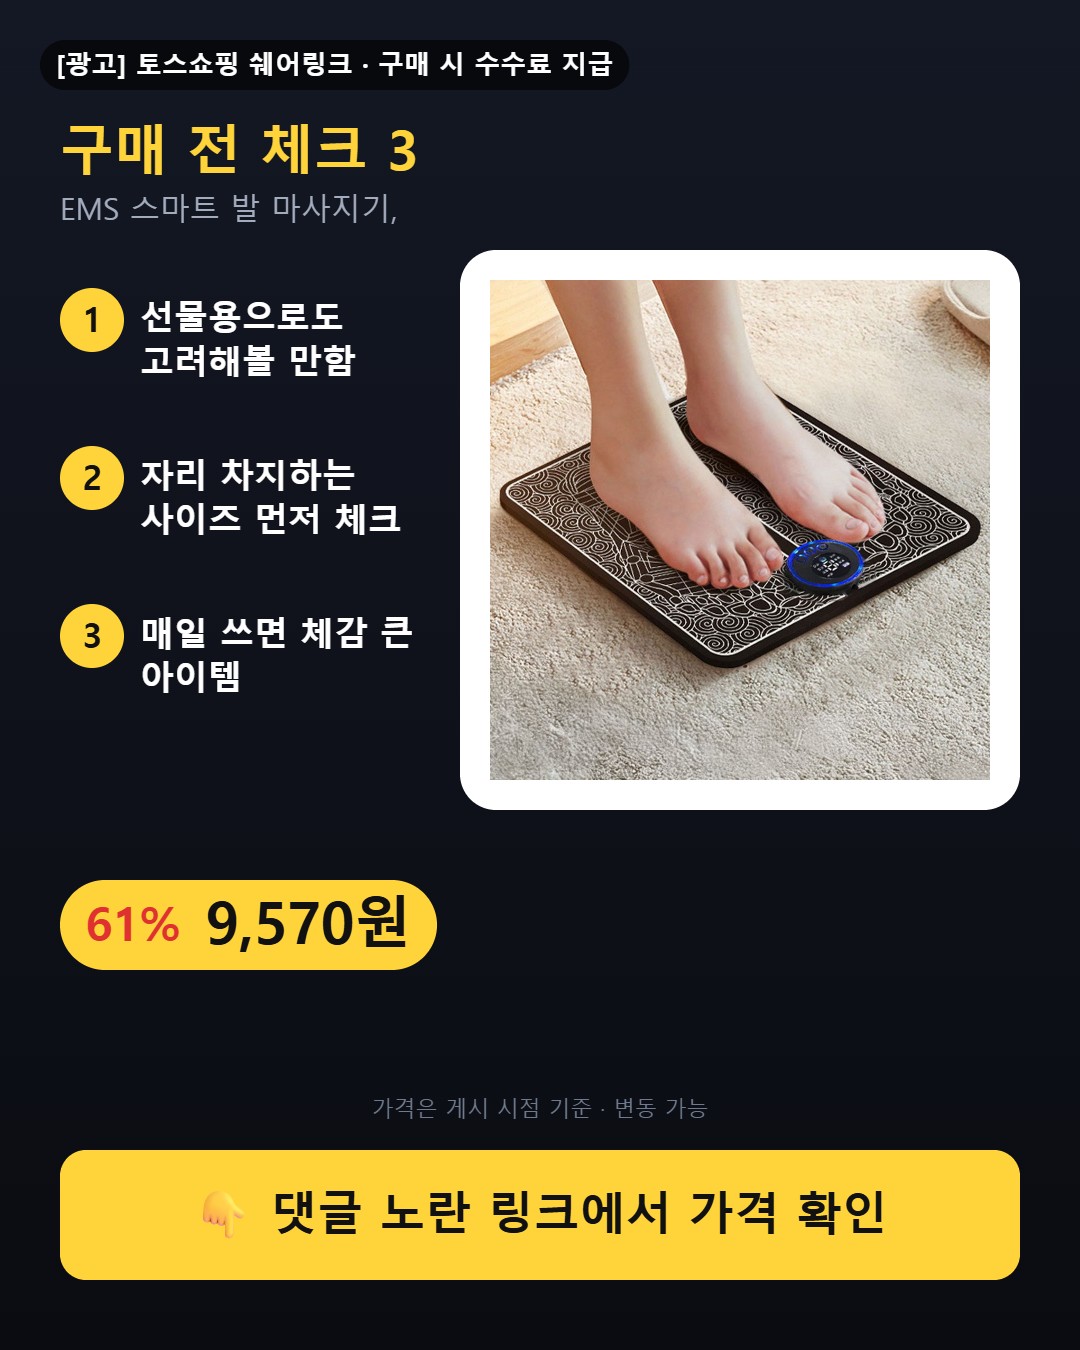 [광고] 토스쇼핑 쉐어링크 · 구매 시 수수료 지급
구매 전 체크 3
EMS 스마트 발 마사지기,
1 선물용으로도
고려해볼 만함
2 자리 차지하는
사이즈 먼저 체크
3 매일 쓰면 체감 큰
아이템
61% 9,570원
가격은 게시 시점 기준 · 변동 가능
👇 댓글 노란 링크에서 가격 확인